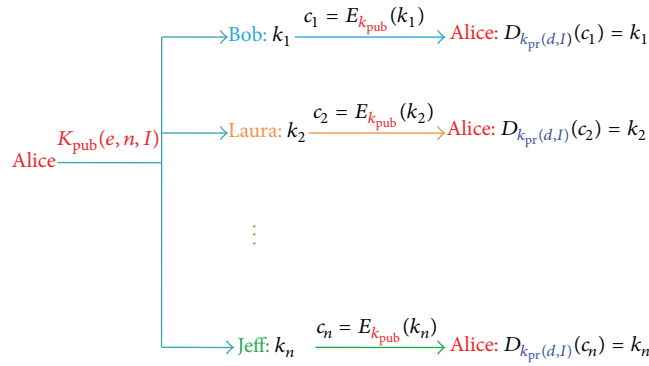 c₁ = E_{k_pub}(k₁)
Bob: k₁ Alice: D_{k_pr(d,I)}(c₁) = k₁
K_pub(e, n, I) c₂ = E_{k_pub}(k₂)
Laura: k₂ Alice: D_{k_pr(d,I)}(c₂) = k₂
Alice
⋮
c_n = E_{k_pub}(k_n)
Jeff: k_n Alice: D_{k_pr(d,I)}(c_n) = k_n